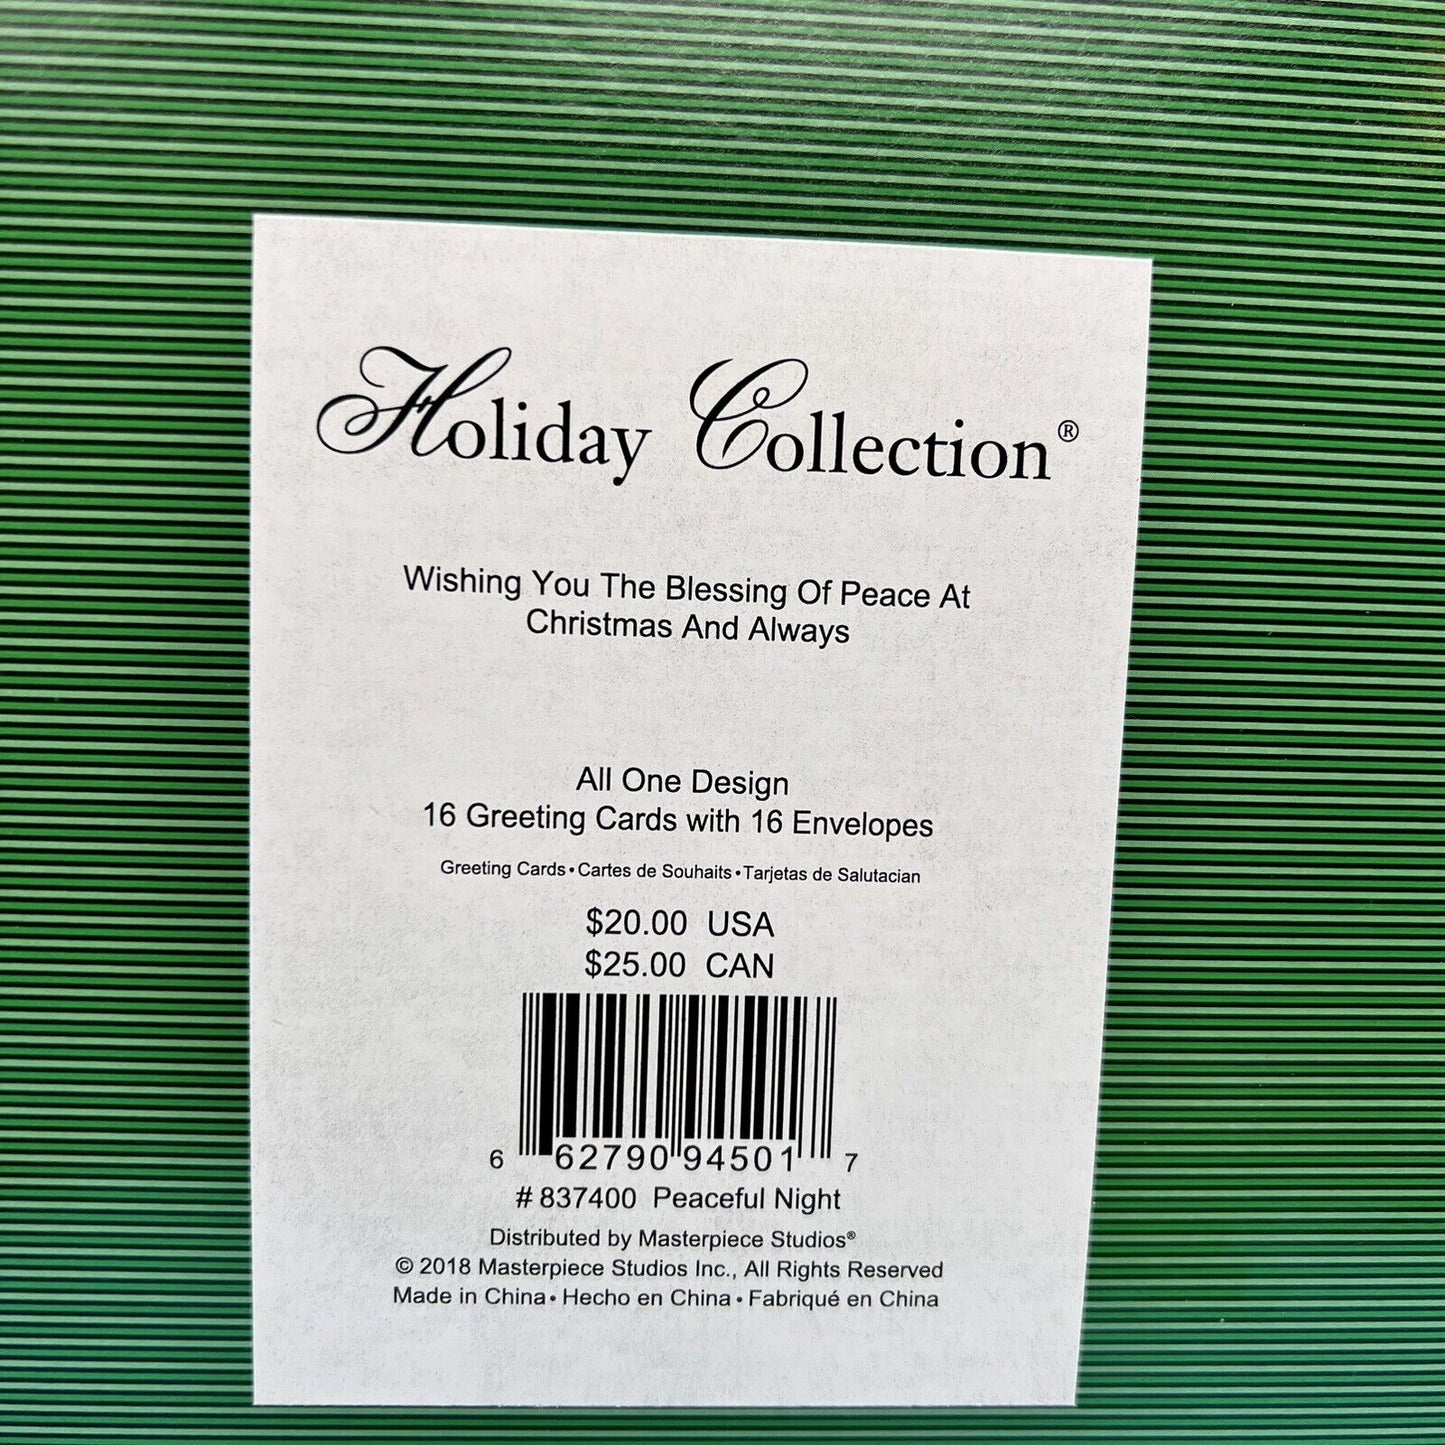 Holiday Collection®
Wishing You The Blessing Of Peace At
Christmas And Always
All One Design
16 Greeting Cards with 16 Envelopes
Greeting Cards•Cartes de Souhaits•Tarjetas de Salutacian
$20.00 USA
$25.00 CAN
6 62790 94501 7
#837400 Peaceful Night
Distributed by Masterpiece Studios®
© 2018 Masterpiece Studios Inc., All Rights Reserved
Made in China• Hecho en China • Fabriqué en China